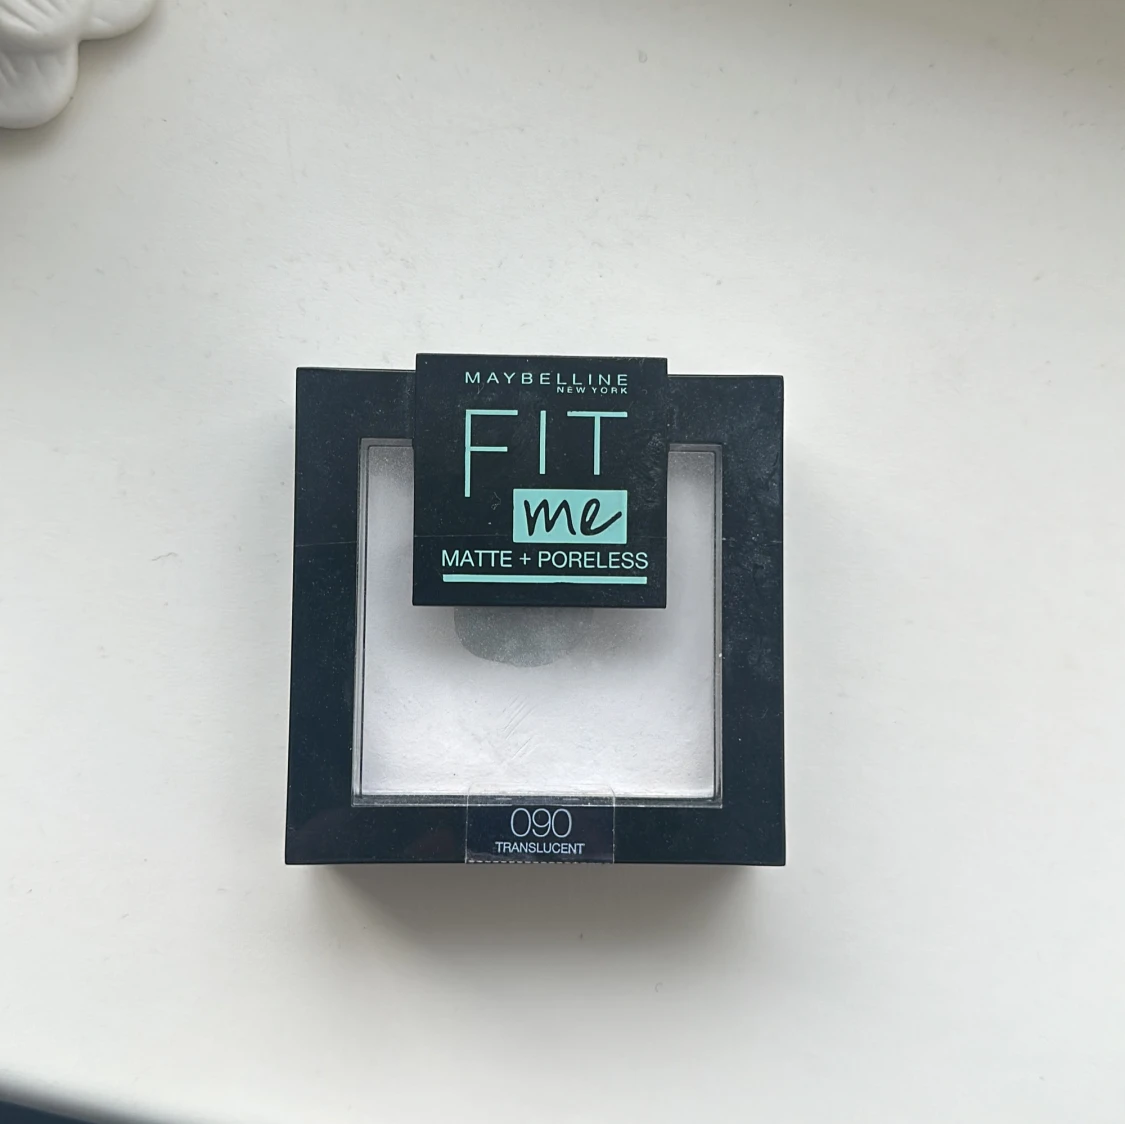 MAYBELLINE
NEW YORK
FIT
me
MATTE + PORELESS
090
TRANSLUCENT